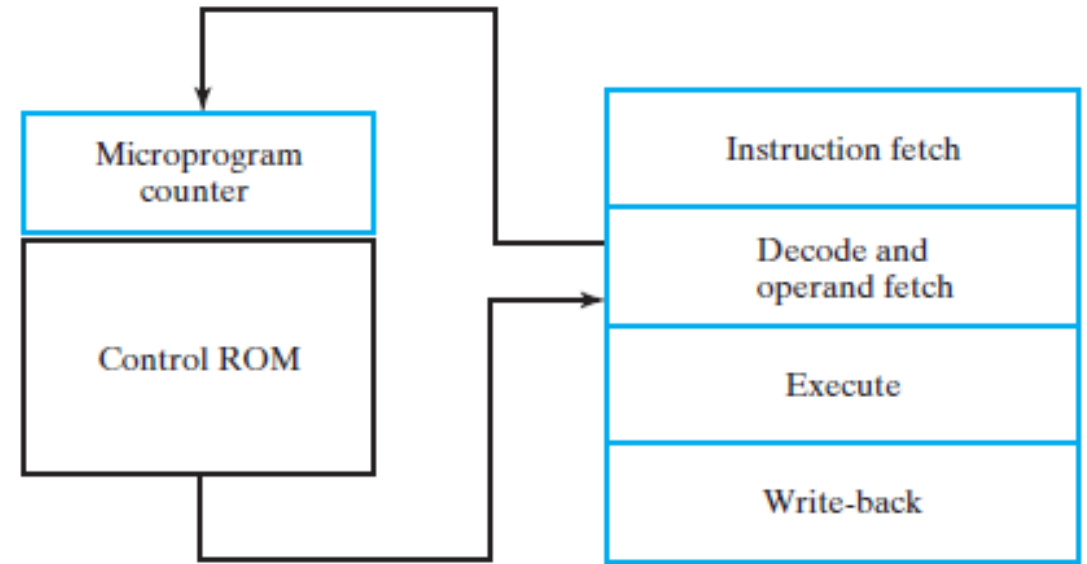 Microprogram
counter
Control ROM
Instruction fetch
Decode and
operand fetch
Execute
Write-back